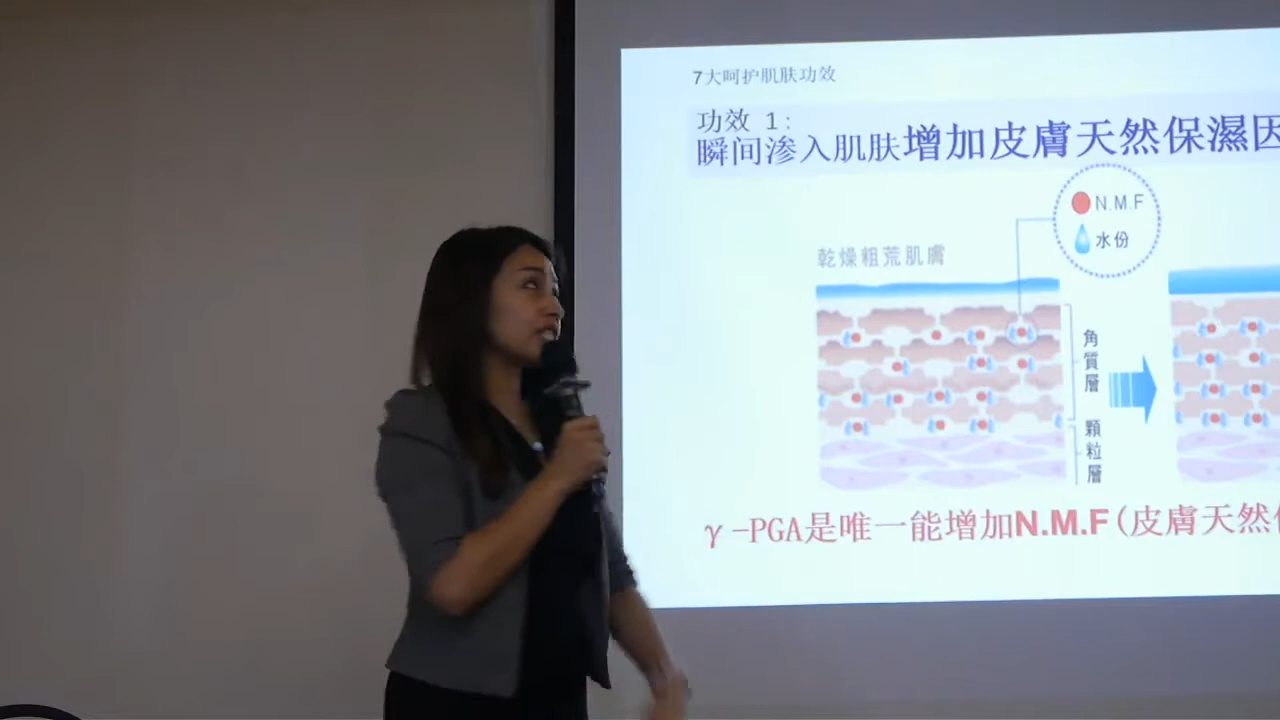 7大呵护肌肤功效
功效 1：
瞬间渗入肌肤增加皮膚天然保濕因
N.M.F
水份
乾燥粗荒肌膚
角質層
顆粒層
γ-PGA是唯一能增加N.M.F(皮膚天然